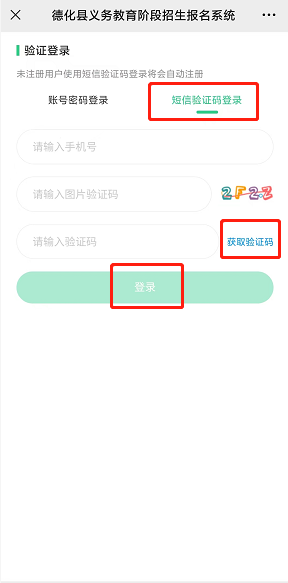 德化县义务教育阶段招生报名系统
验证登录
未注册用户使用短信验证码登录将会自动注册
账号密码登录 短信验证码登录
请输入手机号
请输入图片验证码 2F2Z
请输入验证码 获取验证码
登录